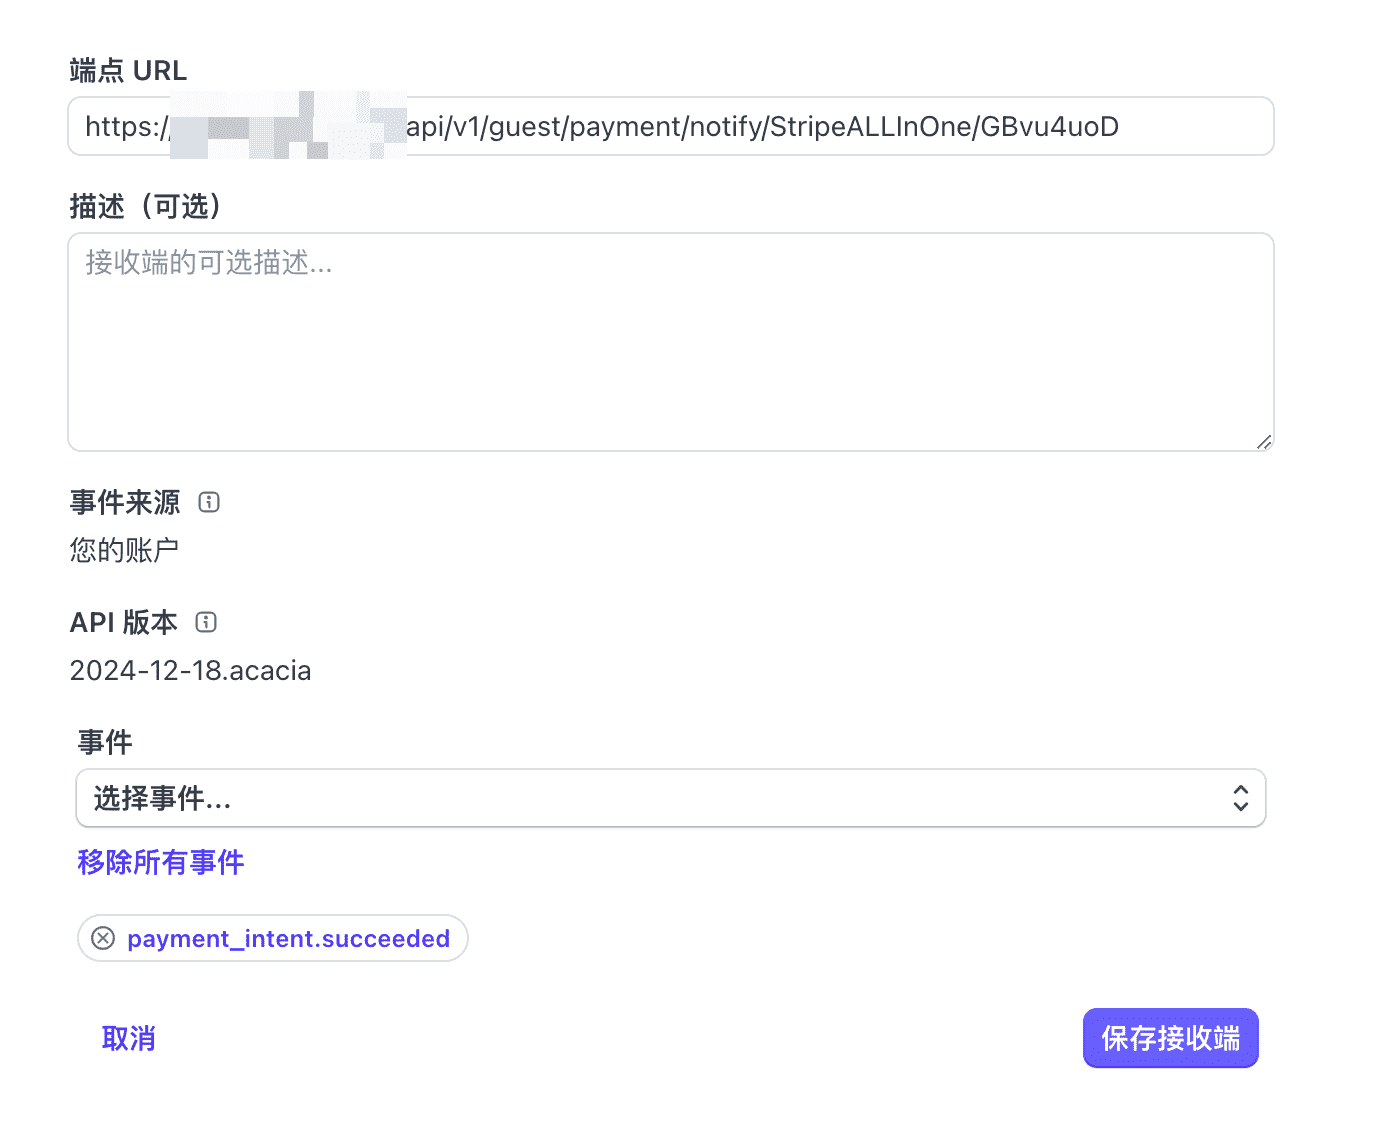 端点 URL
https:/ api/v1/guest/payment/notify/StripeALLInOne/GBvu4uoD
描述（可选）
接收端的可选描述...
事件来源
您的账户
API 版本
2024-12-18.acacia
事件
选择事件...
移除所有事件
payment_intent.succeeded
取消
保存接收端